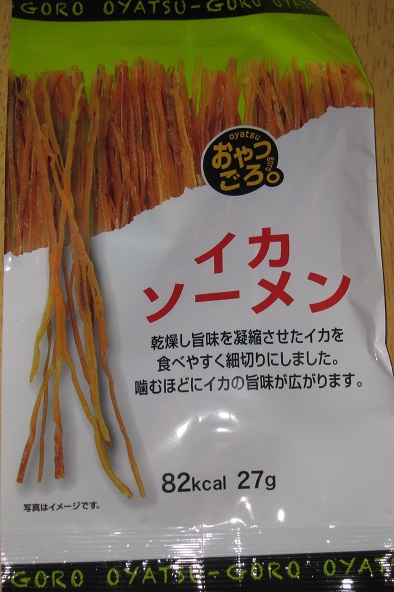 GORO OYATSU-GORO OYATSU-GORO
oyatsu
おやつ
ごろ。
イカ
ソーメン
乾燥し旨味を凝縮させたイカを
食べやすく細切りにしました。
噛むほどにイカの旨味が広がります。
82kcal 27g
写真はイメージです。
GORO OYATSU-GORO OYATSU-GORO